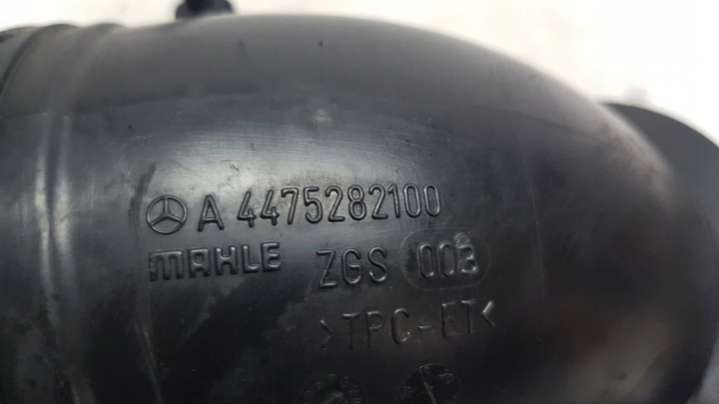 A 4475282100
MAHLE ZGS 003
>TPC-ET<